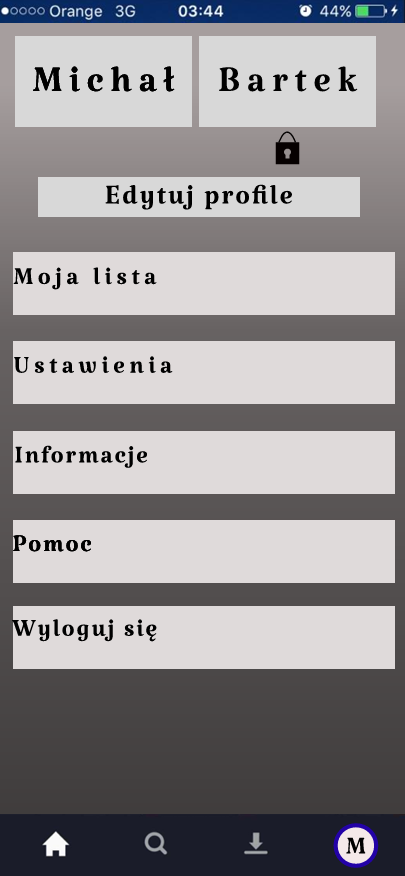 Orange 3G 03:44 44%
Michał Bartek
Edytuj profile
Moja lista
Ustawienia
Informacje
Pomoc
Wyloguj się
M